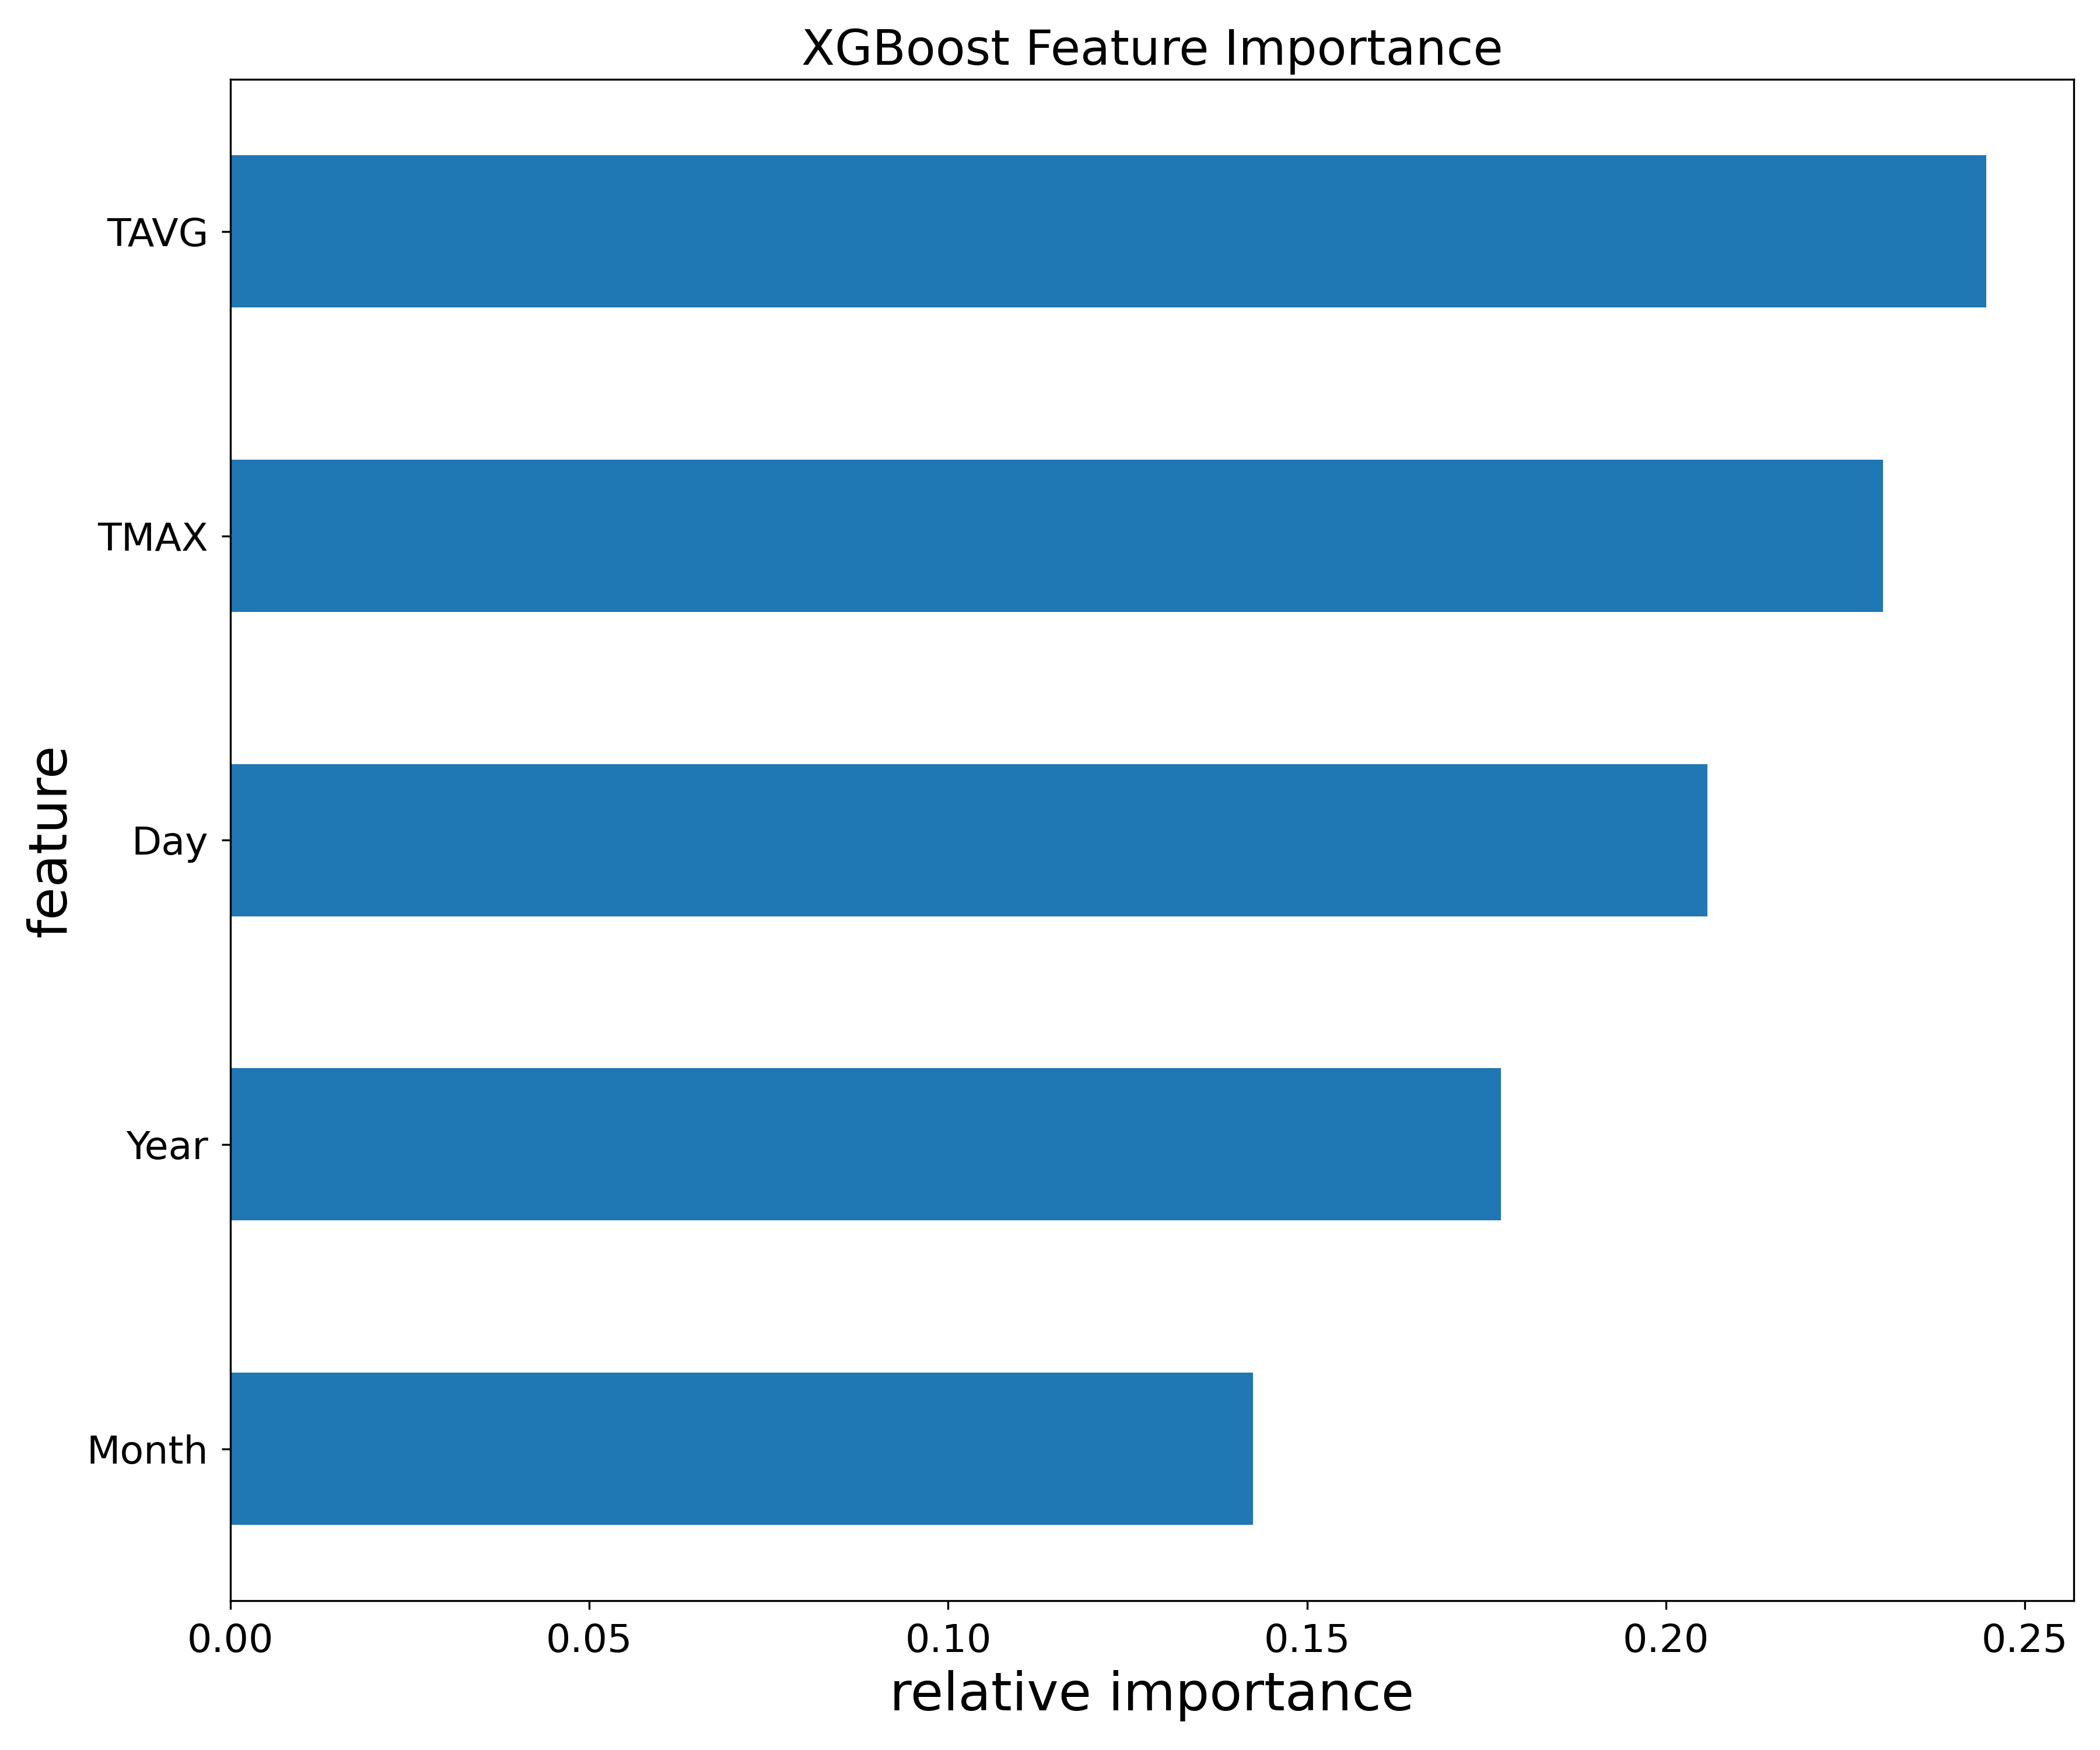 XGBoost Feature Importance
TAVG
TMAX
Day
Year
Month
feature
0.00 0.05 0.10 0.15 0.20 0.25
relative importance